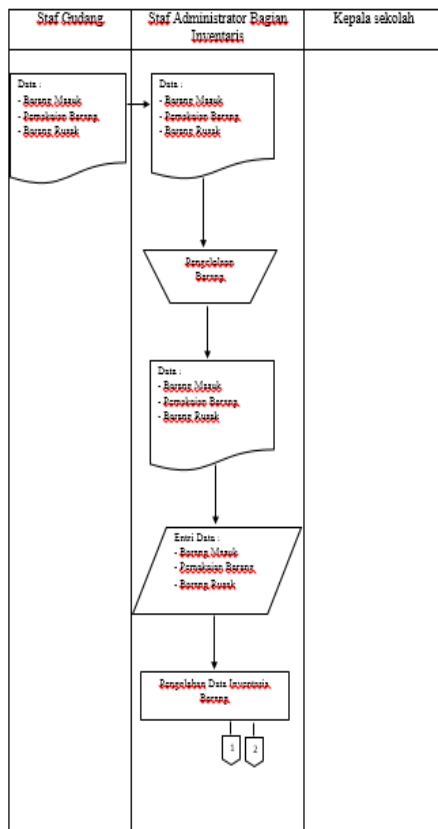 Staf Gudang
Staf Administrator Bagian
Inventaris
Kepala sekolah
Data :
- Barang Masuk
- Pemakaian Barang
- Barang Rusak
Data :
- Barang Masuk
- Pemakaian Barang
- Barang Rusak
Pengelolaan
Barang
Data :
- Barang Masuk
- Pemakaian Barang
- Barang Rusak
Entri Data :
- Barang Masuk
- Pemakaian Barang
- Barang Rusak
Pengolahan Data Inventaris
Barang
1
2